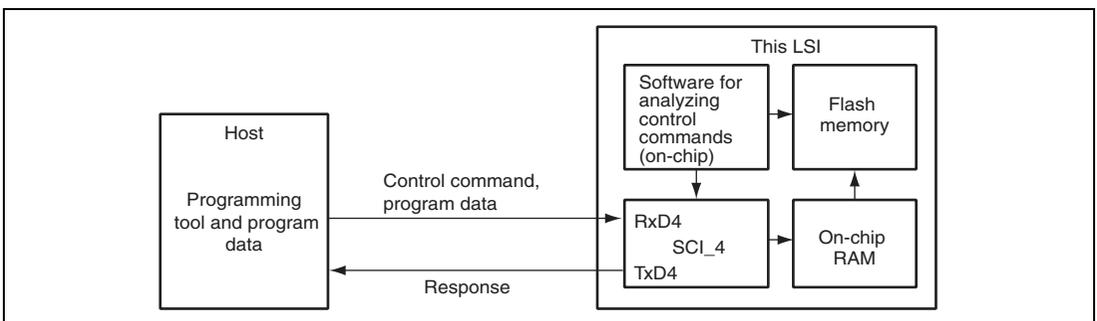 This LSI
Host
Programming
tool and program
data
Control command,
program data
Response
Software for
analyzing
control
commands
(on-chip)
Flash
memory
RxD4
SCI_4
TxD4
On-chip
RAM